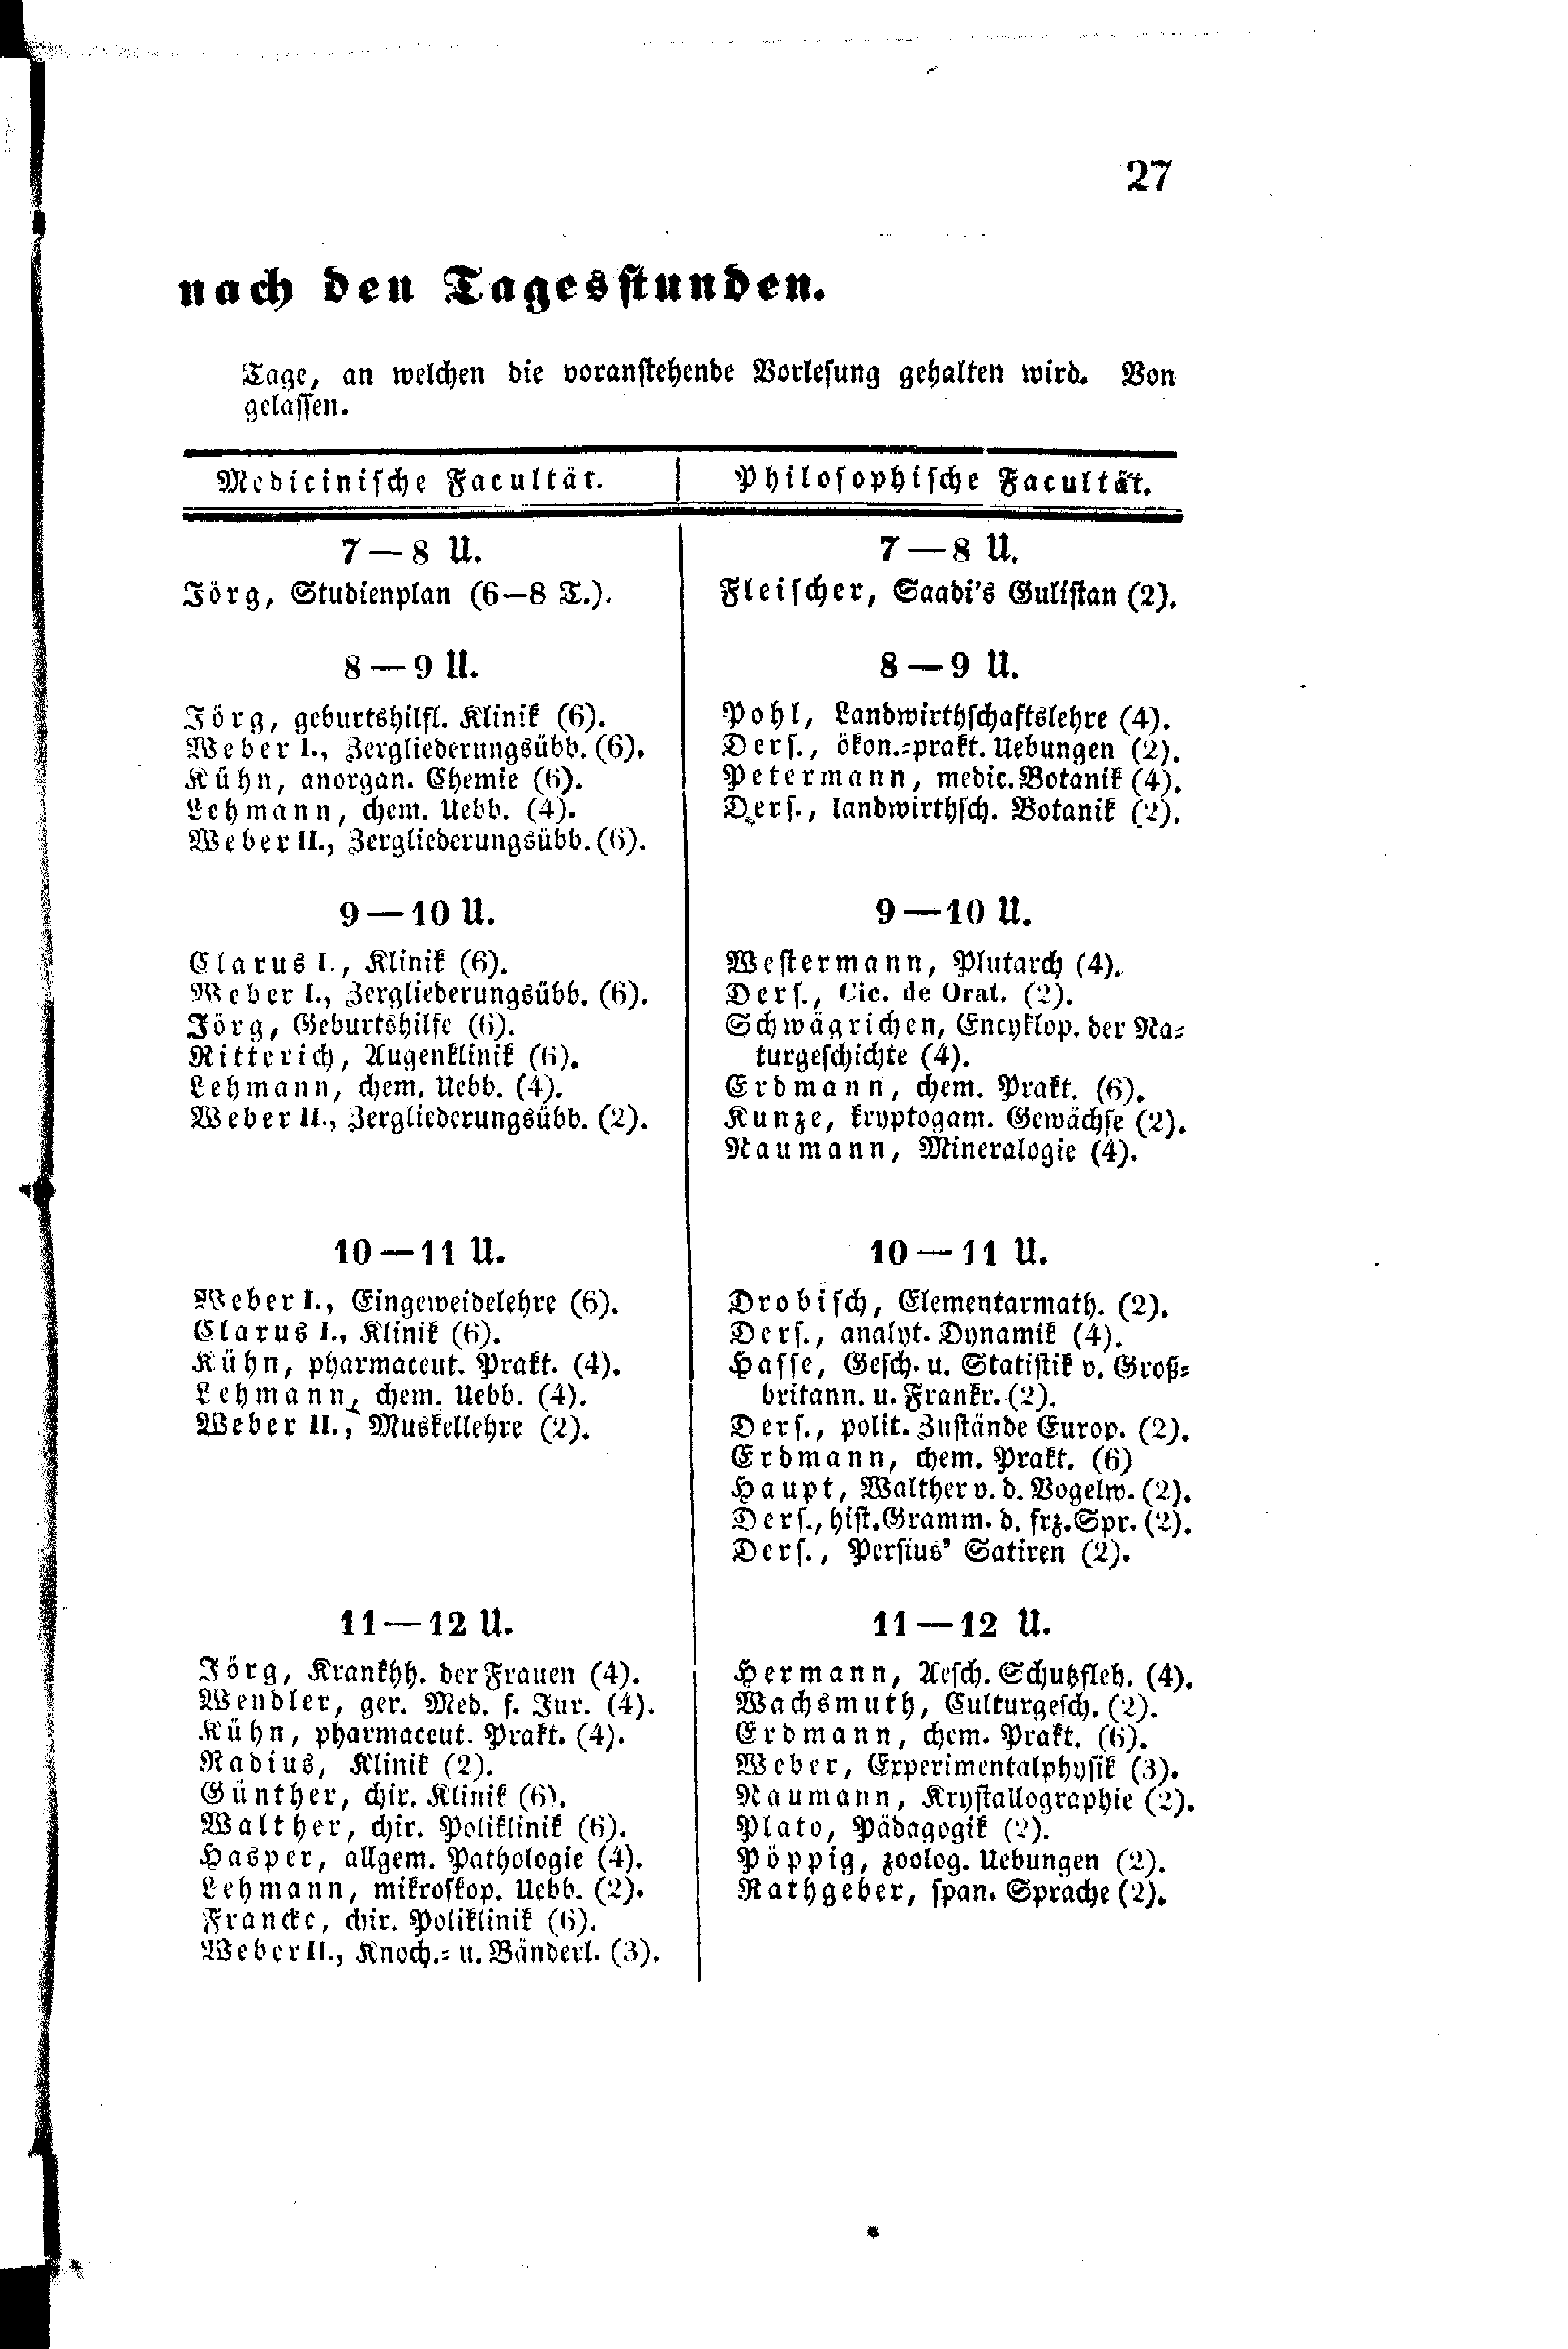 27
nach den Tagesstunden.
Tage, an welchen die voranstehende Vorlesung gehalten wird. Von
gelassen.
Medicinische Facultät.
7—8 U.
Jörg, Studienplan (6—8 T.).
8—9 U.
Jörg, geburtshilfl. Klinik (6).
Weber I., Zergliederungsübb. (6).
Kühn, anorgan. Chemie (6).
Lehmann, chem. Uebb. (4).
Weber II., Zergliederungsübb. (6).
9—10 U.
Clarus I., Klinik (6).
Weber I., Zergliederungsübb. (6).
Jörg, Geburtshilfe (6).
Ritterich, Augenklinik (6).
Lehmann, chem. Uebb. (4).
Weber II., Zergliederungsübb. (2).
10—11 U.
Weber I., Eingeweidelehre (6).
Clarus I., Klinik (6).
Kühn, pharmaceut. Prakt. (4).
Lehmann, chem. Uebb. (4).
Weber II., Muskellehre (2).
11—12 U.
Jörg, Krankhh. der Frauen (4).
Wendler, ger. Med. f. Jur. (4).
Kühn, pharmaceut. Prakt. (4).
Radius, Klinik (2).
Günther, chir. Klinik (6).
Walther, chir. Poliklinik (6).
Hasper, allgem. Pathologie (4).
Lehmann, mikroskop. Uebb. (2).
Francke, chir. Poliklinik (6).
Weber II., Knoch.- u. Bänderl. (3).
Philosophische Facultät.
7—8 U.
Fleischer, Saadi's Gulistan (2).
8—9 U.
Pohl, Landwirthschaftslehre (4).
Ders., ökon.-prakt. Uebungen (2).
Petermann, medic. Botanik (4).
Ders., landwirthsch. Botanik (2).
9—10 U.
Westermann, Plutarch (4).
Ders., Cic. de Orat. (2).
Schwägrichen, Encyklop. der Na-
turgeschichte (4).
Erdmann, chem. Prakt. (6).
Kunze, kryptogam. Gewächse (2).
Naumann, Mineralogie (4).
10—11 U.
Drobisch, Elementarmath. (2).
Ders., analyt. Dynamik (4).
Hasse, Gesch. u. Statistik v. Groß-
britann. u. Frankr. (2).
Ders., polit. Zustände Europ. (2).
Erdmann, chem. Prakt. (6)
Haupt, Walther v. d. Vogelw. (2).
Ders., hist. Gramm. d. frz. Spr. (2).
Ders., Persius' Satiren (2).
11—12 U.
Hermann, Aesch. Schutzfleh. (4).
Wachsmuth, Culturgesch. (2).
Erdmann, chem. Prakt. (6).
Weber, Experimentalphysik (3).
Naumann, Krystallographie (2).
Plato, Pädagogik (2).
Pöppig, zoolog. Uebungen (2).
Rathgeber, span. Sprache (2).